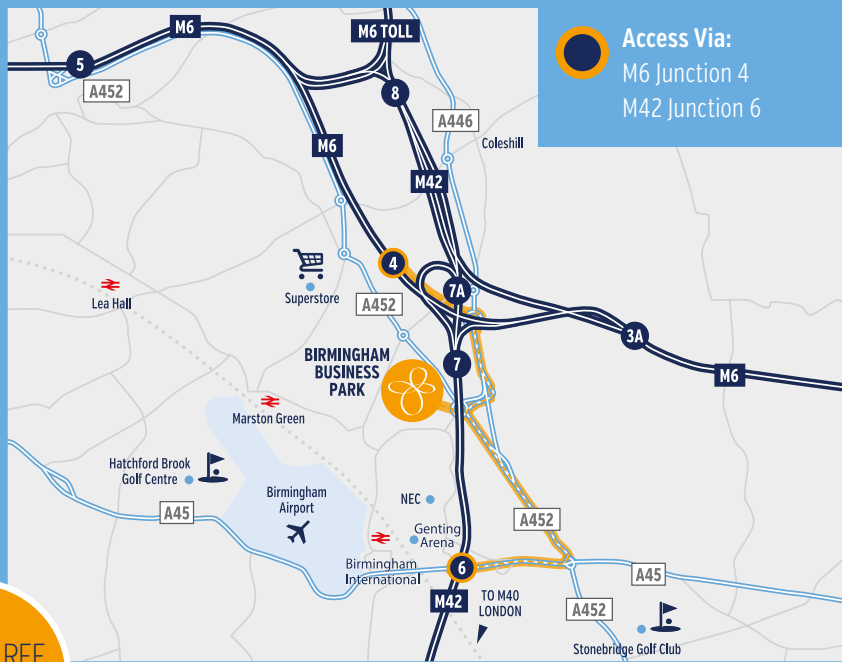 M6
M6 TOLL
Access Via:
M6 Junction 4
M42 Junction 6
5
A452
8
A446
M6
Coleshill
M42
4
7A
Superstore
Lea Hall
A452
3A
BIRMINGHAM
BUSINESS
PARK
7
M6
Marston Green
Hatchford Brook
Golf Centre
Birmingham
Airport
NEC
A45
A452
Genting
Arena
Birmingham
International
6
A45
M42
TO M40
LONDON
A452
Stonebridge Golf Club